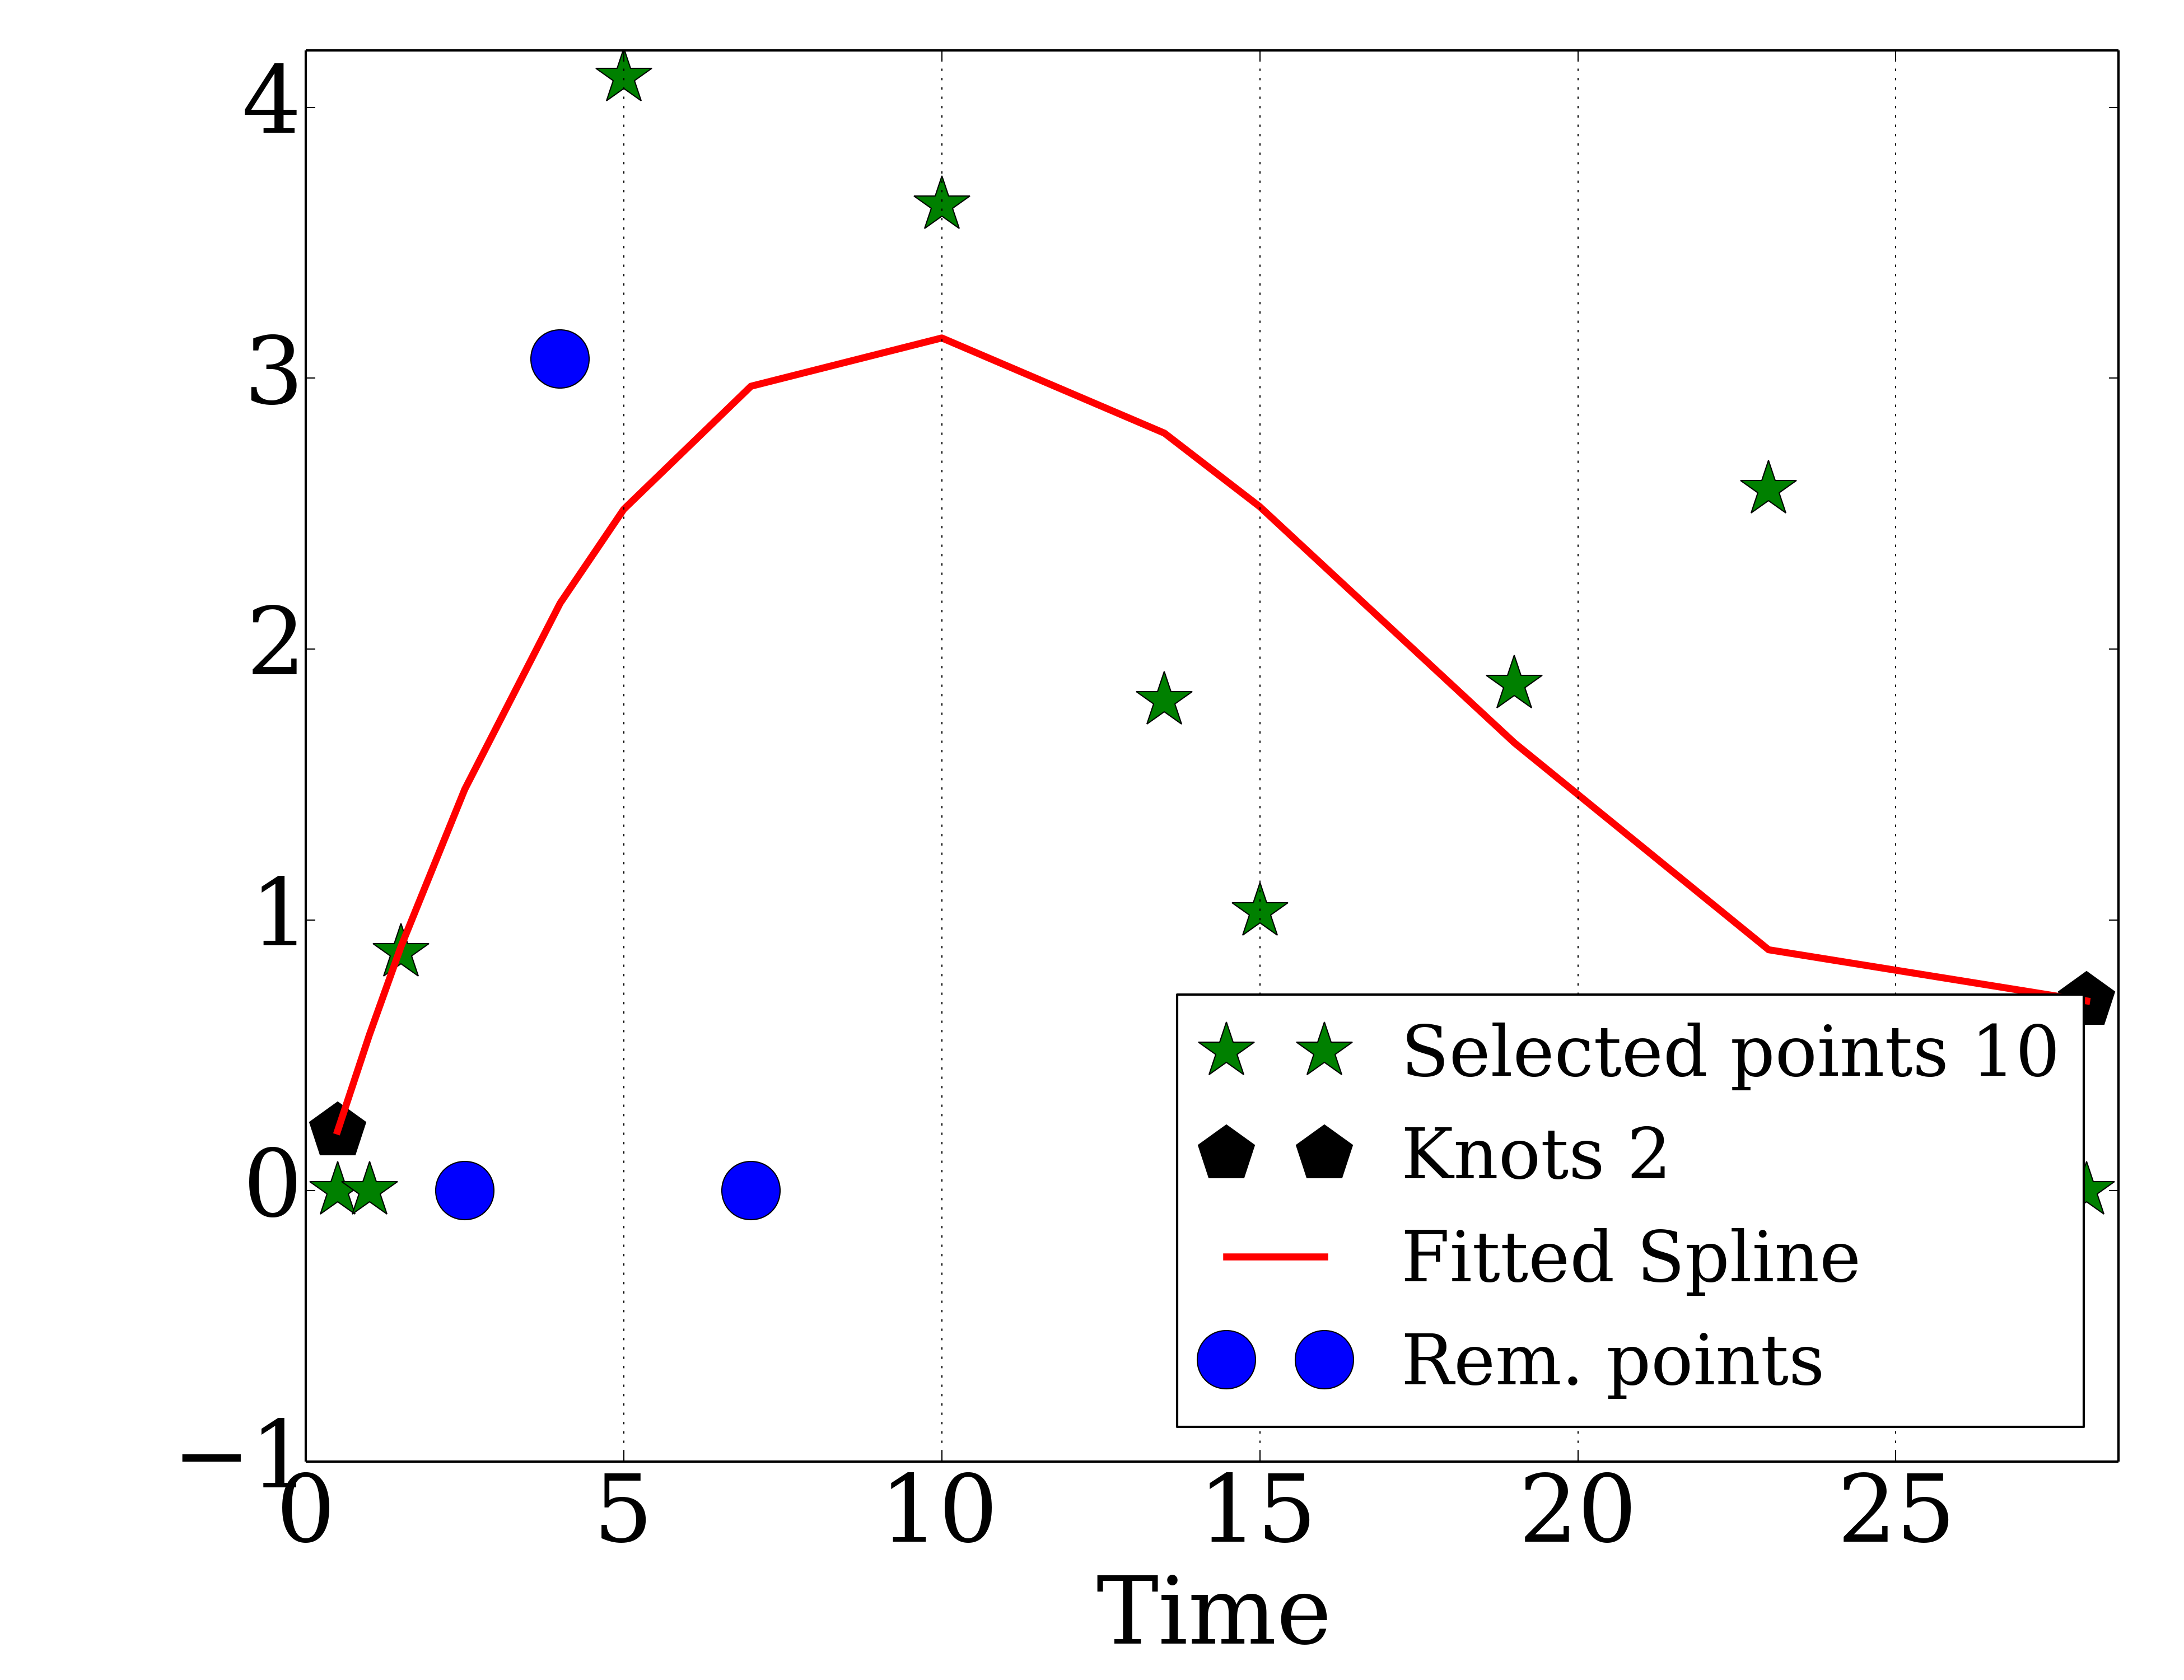 4
3
2
1
0
−1
0 5 10 15 20 25
Time
Selected points 10
Knots 2
Fitted Spline
Rem. points